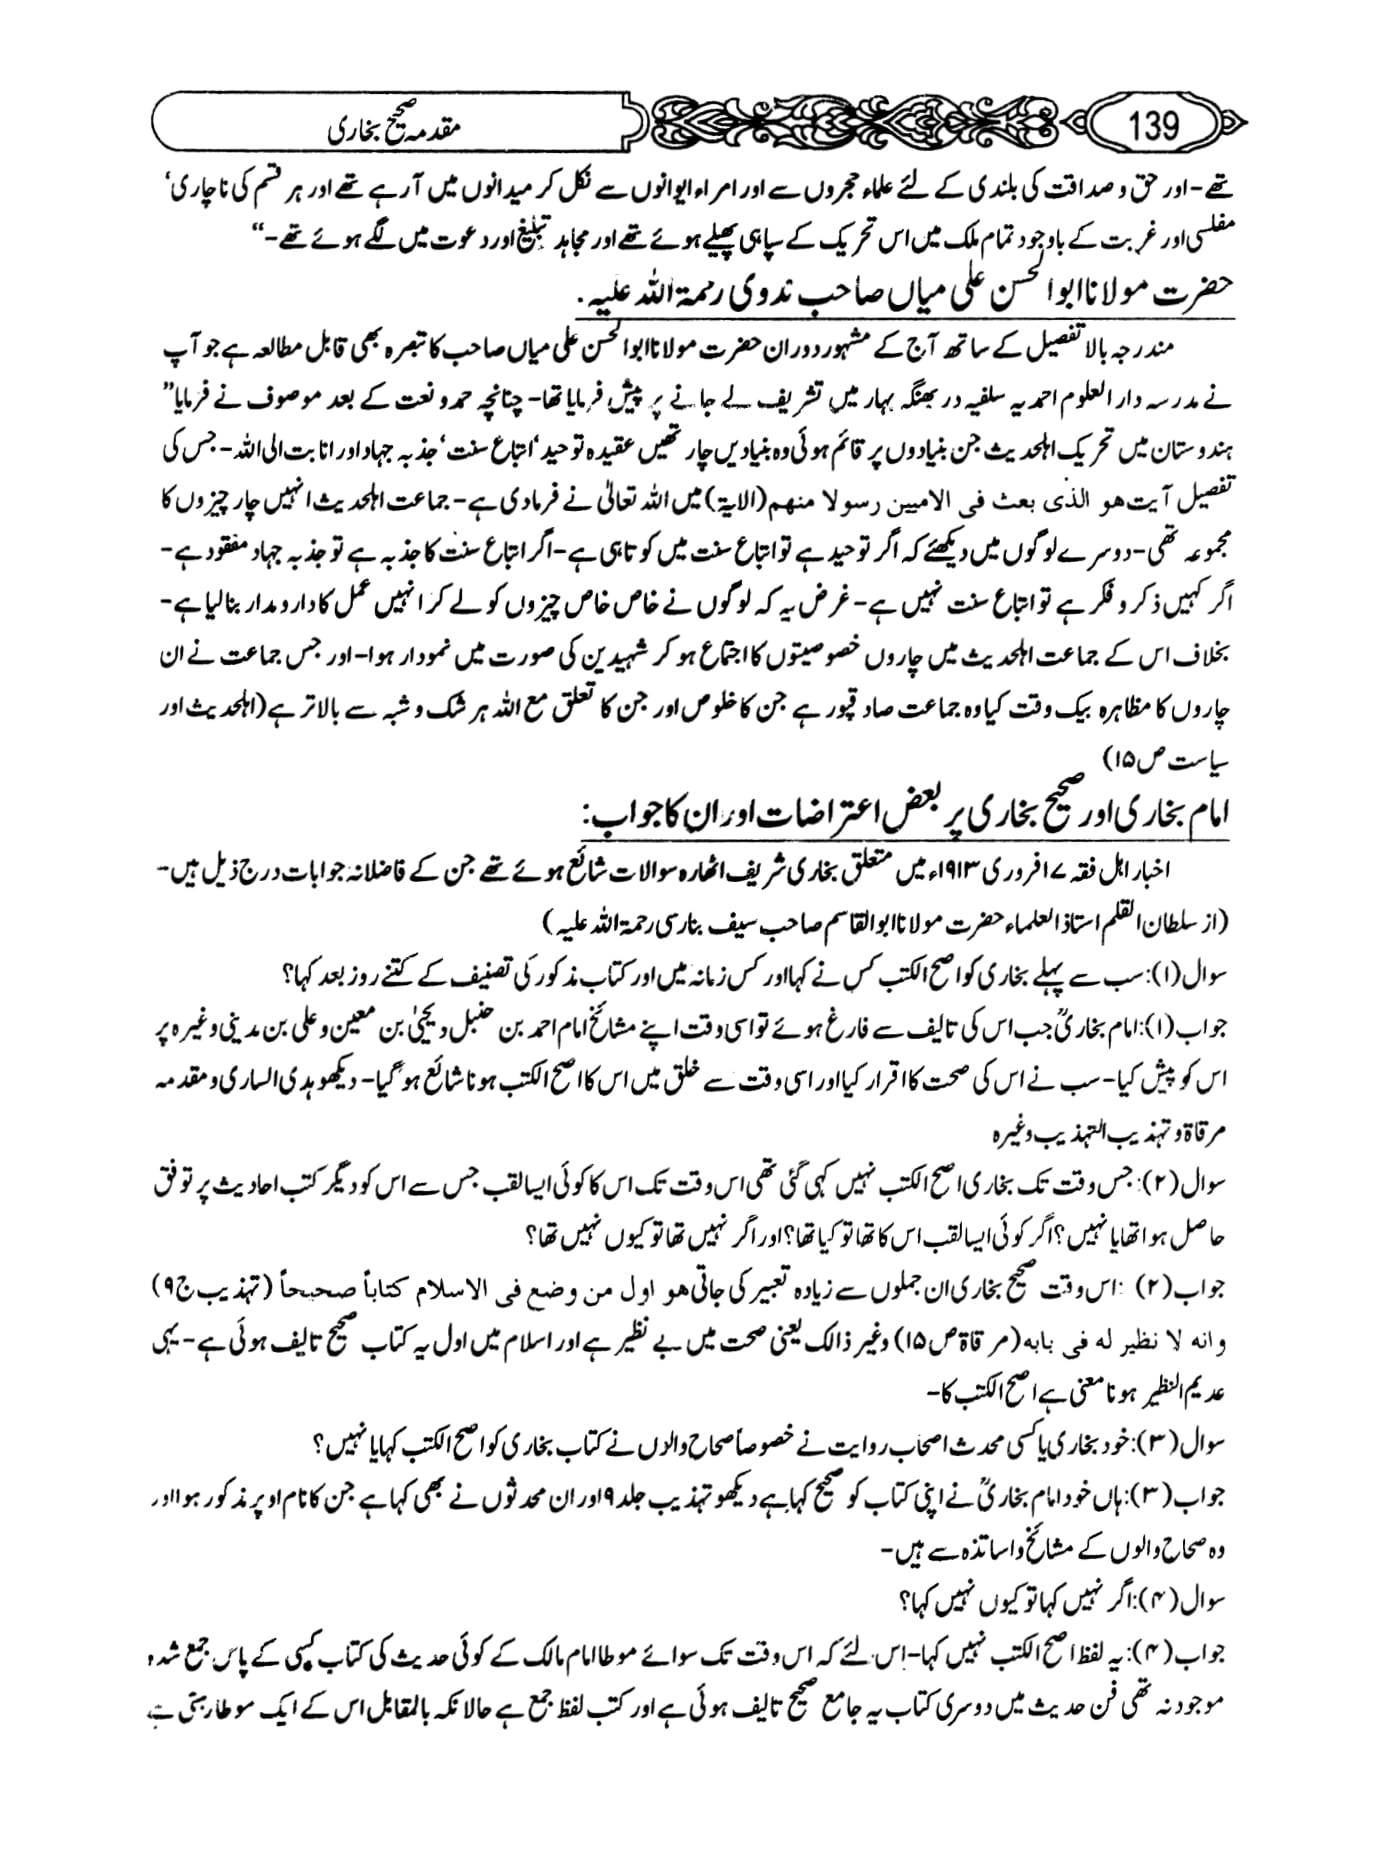 139
مقدمہ صحیح بخاری
تھے- اور حق و صداقت کی بلندی کے لئے علماء حجروں سے اور امراء ایوانوں سے نکل کر میدانوں میں آرہے تھے اور ہر قسم کی ناچاری‘
مفلسی اور غربت کے باوجود تمام ملک میں اس تحریک کے سپاہی پھیلے ہوئے تھے اور مجاہد تبلیغ اور دعوت میں لگے ہوئے تھے-“
حضرت مولانا ابو الحسن علی میاں صاحب ندوی رحمۃ اللہ علیہ.
مندرجہ بالا تفصیل کے ساتھ آج کے مشہور دوران حضرت مولانا ابو الحسن علی میاں صاحب کا تبصرہ بھی قابل مطالعہ ہے جو آپ
نے مدرسہ دار العلوم احمدیہ سلفیہ دربھنگہ بہار میں تشریف لے جانے پر پیش فرمایا تھا- چنانچہ حمد و نعت کے بعد موصوف نے فرمایا”
ہندوستان میں تحریک اہلحدیث جن بنیادوں پر قائم ہوئی وہ بنیادیں چار تھیں عقیدہ توحید‘ اتباع سنت‘ جذبہ جہاد اور انابت الی اللہ- جس کی
تفصیل آیت هو الذی بعث فی الامیین رسولا منهم (الایۃ) میں اللہ تعالیٰ نے فرمادی ہے- جماعت اہلحدیث انہیں چار چیزوں کا
مجموعہ تھی- دوسرے لوگوں میں دیکھئے کہ اگر توحید ہے تو اتباع سنت میں کوتاہی ہے- اگر اتباع سنت کا جذبہ ہے تو جذبہ جہاد مفقود ہے-
اگر کہیں ذکر و فکر ہے تو اتباع سنت نہیں ہے- غرض یہ کہ لوگوں نے خاص خاص چیزوں کو لے کر انہیں عمل کا دارومدار بنالیا ہے-
بخلاف اس کے جماعت اہلحدیث میں چاروں خصوصیتوں کا اجتماع ہو کر شہیدین کی صورت میں نمودار ہوا- اور جس جماعت نے ان
چاروں کا مظاہرہ بیک وقت کیا وہ جماعت صادقپور ہے جن کا خلوص اور جن کا تعلق مع اللہ ہر شک و شبہ سے بالاتر ہے (اہلحدیث اور
سیاست ص ۱۵)
امام بخاری اور صحیح بخاری پر بعض اعتراضات اور ان کا جواب:
اخبار اہل فقہ ۱۷ فروری ۱۹۱۳ء میں متعلق بخاری شریف اٹھارہ سوالات شائع ہوئے تھے جن کے فاضلانہ جوابات درج ذیل ہیں-
(از سلطان القلم استاذ العلماء حضرت مولانا ابو القاسم صاحب سیف بنارسی رحمۃ اللہ علیہ)
سوال (۱): سب سے پہلے بخاری کو اصح الکتب کس نے کہا اور کس زمانہ میں اور کتاب مذکور کی تصنیف کے کتنے روز بعد کہا؟
جواب (۱): امام بخاریؒ جب اس کی تالیف سے فارغ ہوئے تو اسی وقت اپنے مشائخ امام احمد بن حنبل و یحییٰ بن معین و علی بن مدینی وغیرہ پر
اس کو پیش کیا- سب نے اس کی صحت کا اقرار کیا اور اسی وقت سے خلق میں اس کا اصح الکتب ہونا شائع ہوگیا- دیکھو ہدی الساری و مقدمہ
مرقاۃ و تہذیب التہذیب وغیرہ
سوال (۲): جس وقت تک بخاری اصح الکتب نہیں کہی گئی تھی اس وقت تک اس کا کوئی ایسا لقب جس سے اس کو دیگر کتب احادیث پر توفق
حاصل ہوا تھا یا نہیں؟ اگر کوئی ایسا لقب اس کا تھا تو کیا تھا؟ اور اگر نہیں تھا تو کیوں نہیں تھا؟
جواب (۲) :اس وقت صحیح بخاری ان جملوں سے زیادہ تعبیر کی جاتی هو اول من وضع فی الاسلام کتاباً صحیحاً (تہذیب ج ۹)
وانه لا نظیر له فی بابه (مرقاۃ ص ۱۵) وغیر ذالک یعنی صحت میں بے نظیر ہے اور اسلام میں اول یہ کتاب صحیح تالیف ہوئی ہے- یہی
عدیم النظیر ہونا معنی ہے اصح الکتب کا-
سوال (۳): خود بخاری یا کسی محدث اصحاب روایت نے خصوصاً صحاح والوں نے کتاب بخاری کو اصح الکتب کہا یا نہیں؟
جواب (۳): ہاں خود امام بخاریؒ نے اپنی کتاب کو صحیح کہا ہے دیکھو تہذیب جلد ۹ اور ان محدثوں نے بھی کہا ہے جن کا نام اوپر مذکور ہوا اور
وہ صحاح والوں کے مشائخ و اساتذہ سے ہیں-
سوال (۴): اگر نہیں کہا تو کیوں نہیں کہا؟
جواب (۴): یہ لفظ اصح الکتب نہیں کہا- اس لئے کہ اس وقت تک سوائے موطا امام مالک کے کوئی حدیث کی کتاب کسی کے پاس جمع شدہ
موجود نہ تھی فن حدیث میں دوسری کتاب یہ جامع صحیح تالیف ہوئی ہے اور کتب لفظ جمع ہے حالانکہ بالمقابل اس کے ایک موطا رہتی ہے